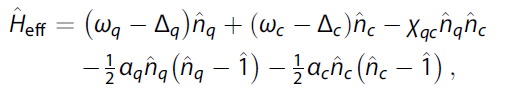 Ĥ_eff = (ω_q − Δ_q)n̂_q + (ω_c − Δ_c)n̂_c − χ_qc n̂_q n̂_c
−½α_q n̂_q(n̂_q − 1̂) − ½α_c n̂_c(n̂_c − 1̂) ,